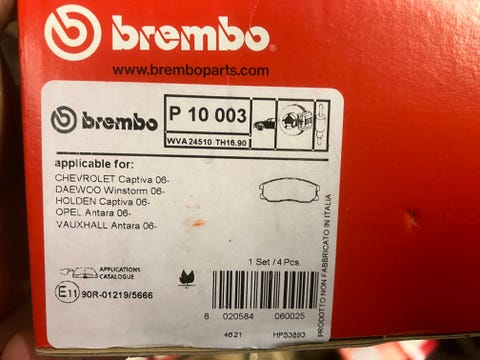 brembo
www.bremboparts.com
brembo
P 10 003
WVA 24510 TH16.90
applicable for:
CHEVROLET Captiva 06-
DAEWOO Winstorm 06-
HOLDEN Captiva 06-
OPEL Antara 06-
VAUXHALL Antara 06-
1 Set / 4 Pcs.
APPLICATIONS
CATALOGUE
E11 90R-01219/5666
8 020584 060025
4621 HP53893
PRODOTTO NON FABBRICATO IN ITALIA